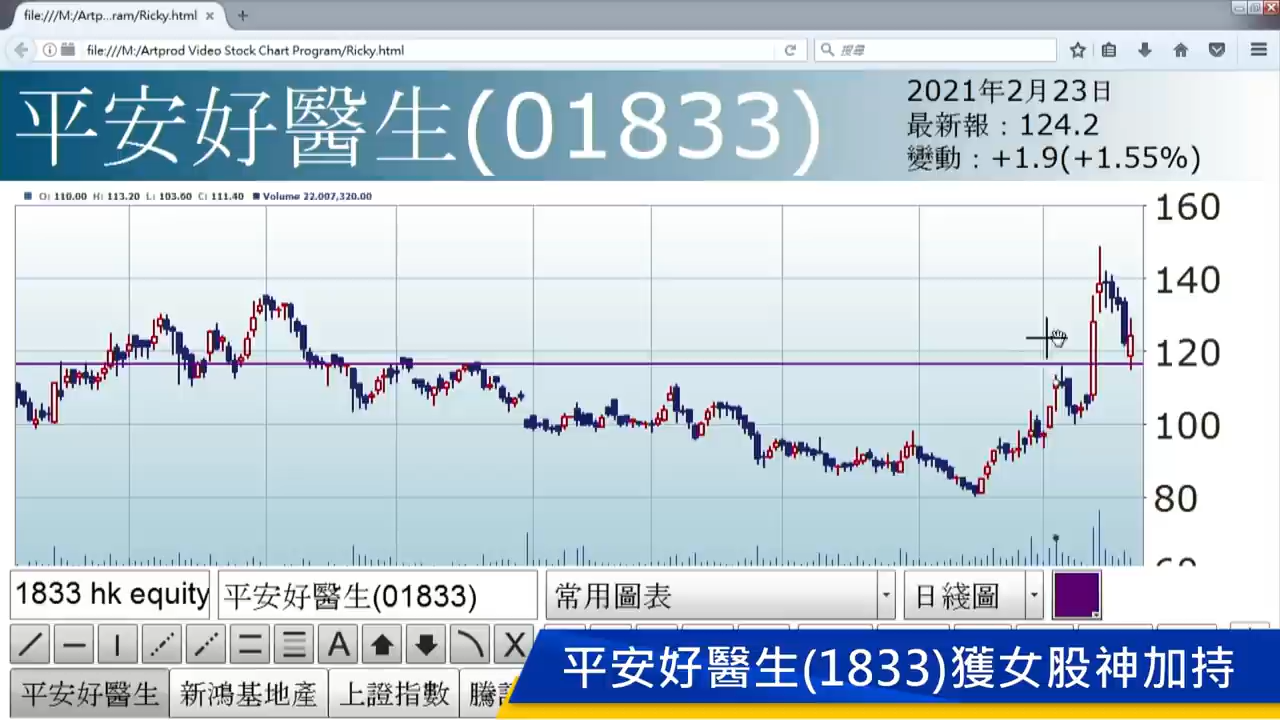 file:///M:/Artp...ram/Ricky.html
file:///M:/Artprod Video Stock Chart Program/Ricky.html
搜尋
平安好醫生(01833)
2021年2月23日
最新報：124.2
變動：+1.9(+1.55%)
O: 110.00 H: 113.20 L: 103.60 C: 111.40 Volume 22,007,320.00
160
140
120
100
80
1833 hk equity
平安好醫生(01833)
常用圖表
日綫圖
A
X
平安好醫生
新鴻基地產
上證指數
騰
平安好醫生(1833)獲女股神加持